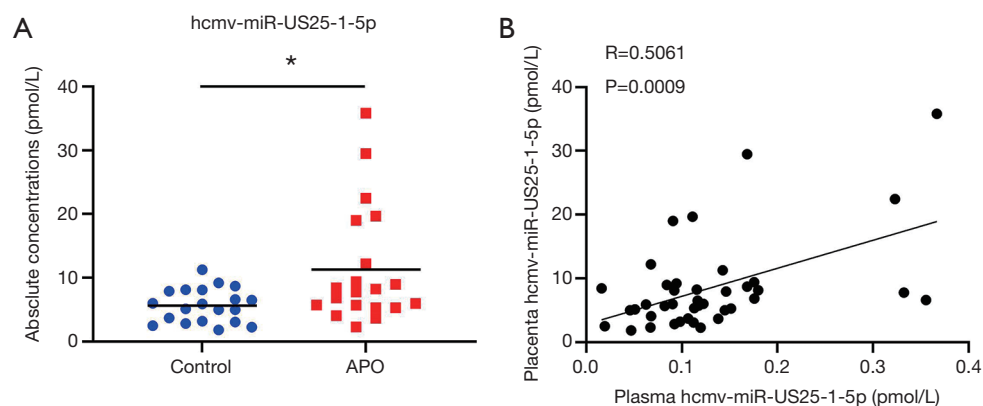 A
hcmv-miR-US25-1-5p
*
Absolute concentrations (pmol/L)
40
30
20
10
0
Control
APO
B
R=0.5061
P=0.0009
Placenta hcmv-miR-US25-1-5p (pmol/L)
40
30
20
10
0
0.0
0.1
0.2
0.3
0.4
Plasma hcmv-miR-US25-1-5p (pmol/L)